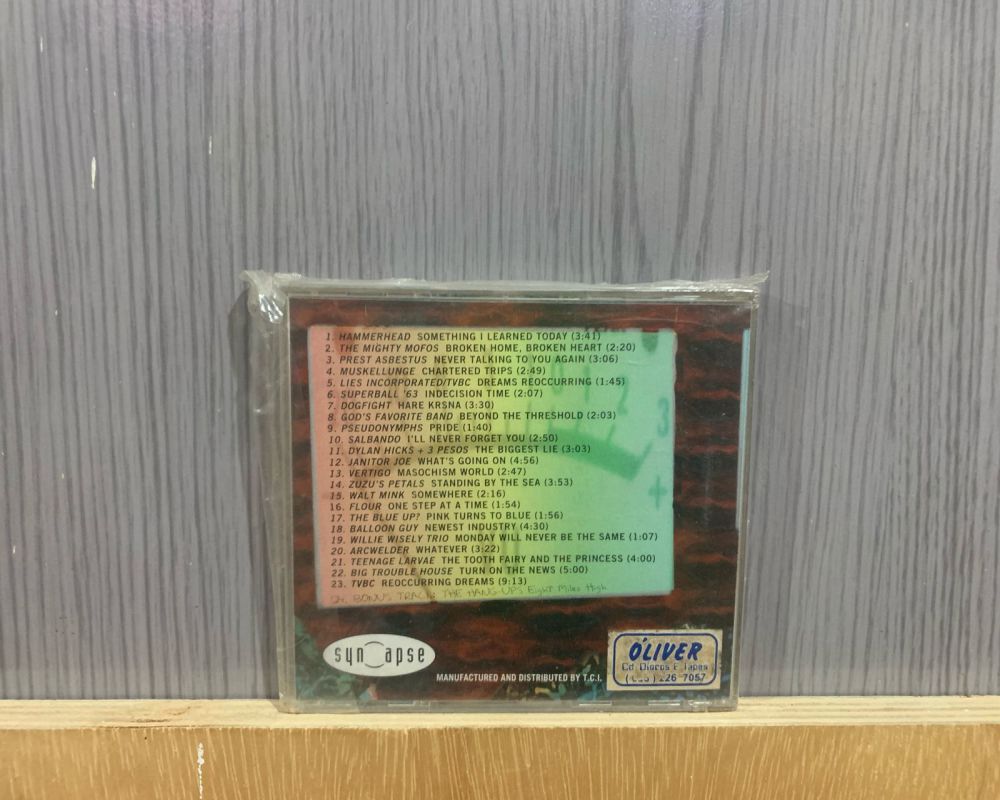 1. HAMMERHEAD SOMETHING I LEARNED TODAY (3:41)
2. THE MIGHTY MOFOS BROKEN HOME, BROKEN HEART (2:20)
3. PREST ASBESTUS NEVER TALKING TO YOU AGAIN (3:06)
4. MUSKELLUNGE CHARTERED TRIPS (2:49)
5. LIES INCORPORATED/TVBC DREAMS REOCCURRING (1:45)
6. SUPERBALL '63 INDECISION TIME (2:07)
7. DOGFIGHT HARE KRSNA (3:30)
8. GOD'S FAVORITE BAND BEYOND THE THRESHOLD (2:03)
9. PSEUDONYMPHS PRIDE (1:40)
10. SALBANDO I'LL NEVER FORGET YOU (2:50)
11. DYLAN HICKS + 3 PESOS THE BIGGEST LIE (3:03)
12. JANITOR JOE WHAT'S GOING ON (4:56)
13. VERTIGO MASOCHISM WORLD (2:47)
14. ZUZU'S PETALS STANDING BY THE SEA (3:53)
15. WALT MINK SOMEWHERE (2:16)
16. FLOUR ONE STEP AT A TIME (1:54)
17. THE BLUE UP? PINK TURNS TO BLUE (1:56)
18. BALLOON GUY NEWEST INDUSTRY (4:30)
19. WILLIE WISELY TRIO MONDAY WILL NEVER BE THE SAME (1:07)
20. ARCWELDER WHATEVER (3:22)
21. TEENAGE LARVAE THE TOOTH FAIRY AND THE PRINCESS (4:00)
22. BIG TROUBLE HOUSE TURN ON THE NEWS (5:00)
23. TVBC REOCCURRING DREAMS (9:13)
24. BONUS TRACK: THE HANG-UPS Eight Miles High
0 1 2 3
+
syn apse
MANUFACTURED AND DISTRIBUTED BY T.C.I.
ÓLIVER
Cd Discos E Tapes
226 7057